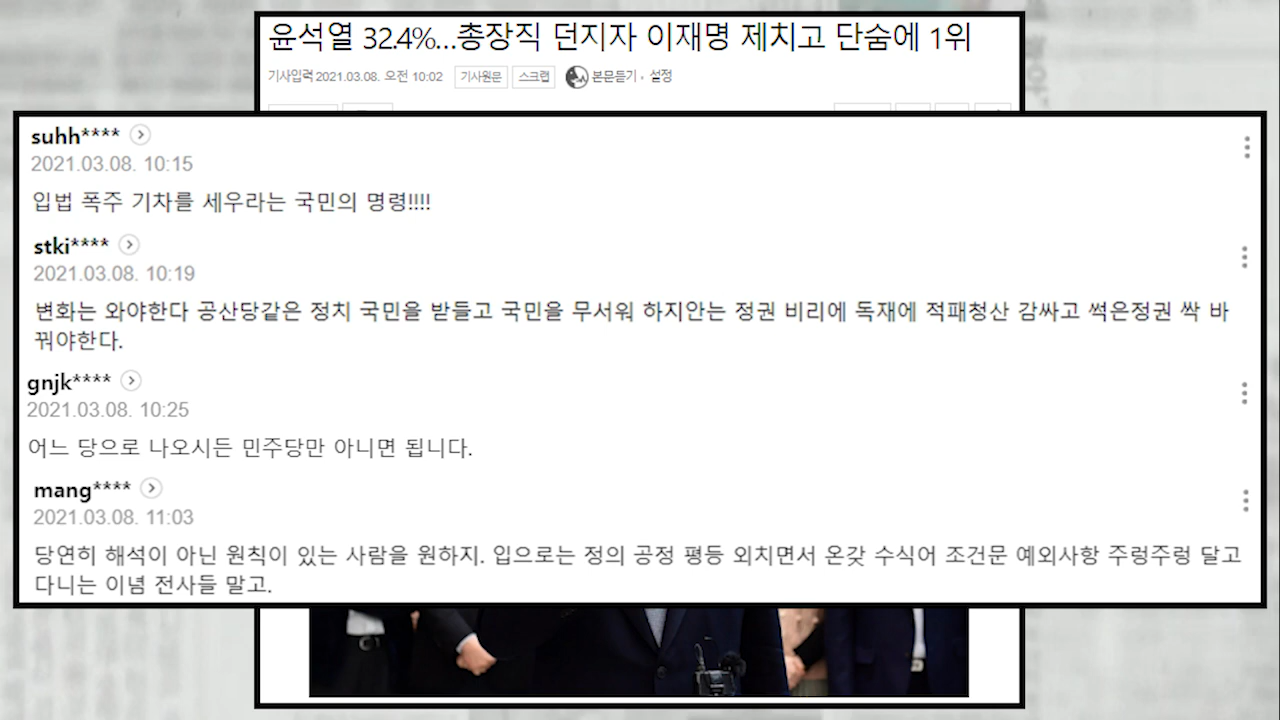 윤석열 32.4%...총장직 던지자 이재명 제치고 단숨에 1위
기사입력 2021.03.08. 오전 10:02 기사원문 스크랩 본문듣기 · 설정
suhh****
2021.03.08. 10:15
입법 폭주 기차를 세우라는 국민의 명령!!!!
stki****
2021.03.08. 10:19
변화는 와야한다 공산당같은 정치 국민을 받들고 국민을 무서워 하지안는 정권 비리에 독재에 적패청산 감싸고 썩은정권 싹 바
꿔야한다.
gnjk****
2021.03.08. 10:25
어느 당으로 나오시든 민주당만 아니면 됩니다.
mang****
2021.03.08. 11:03
당연히 해석이 아닌 원칙이 있는 사람을 원하지. 입으로는 정의 공정 평등 외치면서 온갖 수식어 조건문 예외사항 주렁주렁 달고
다니는 이념 전사들 말고.